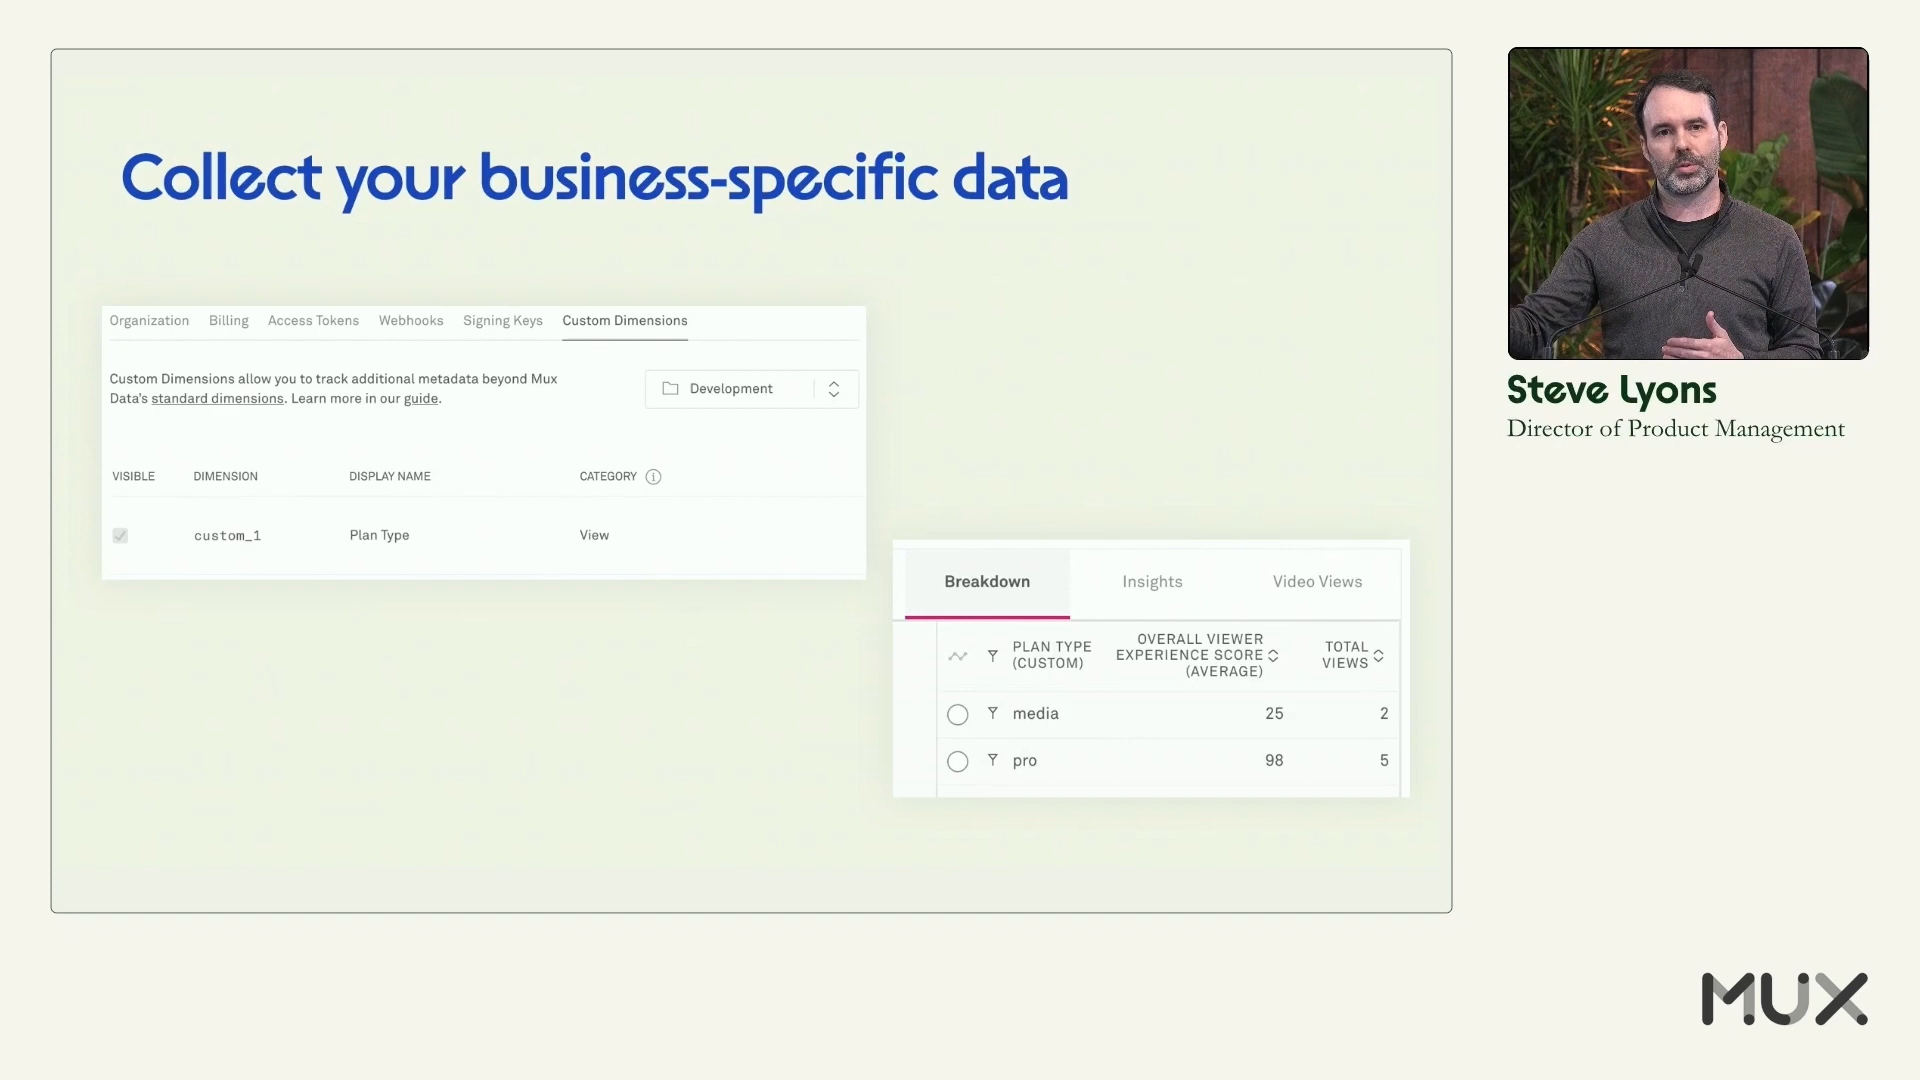 Collect your business-specific data
Organization Billing Access Tokens Webhooks Signing Keys Custom Dimensions
Custom Dimensions allow you to track additional metadata beyond Mux
Data's standard dimensions. Learn more in our guide.
Development
VISIBLE DIMENSION DISPLAY NAME CATEGORY
custom_1 Plan Type View
Breakdown Insights Video Views
PLAN TYPE
(CUSTOM)
OVERALL VIEWER
EXPERIENCE SCORE
(AVERAGE)
TOTAL
VIEWS
media 25 2
pro 98 5
Steve Lyons
Director of Product Management
MUX